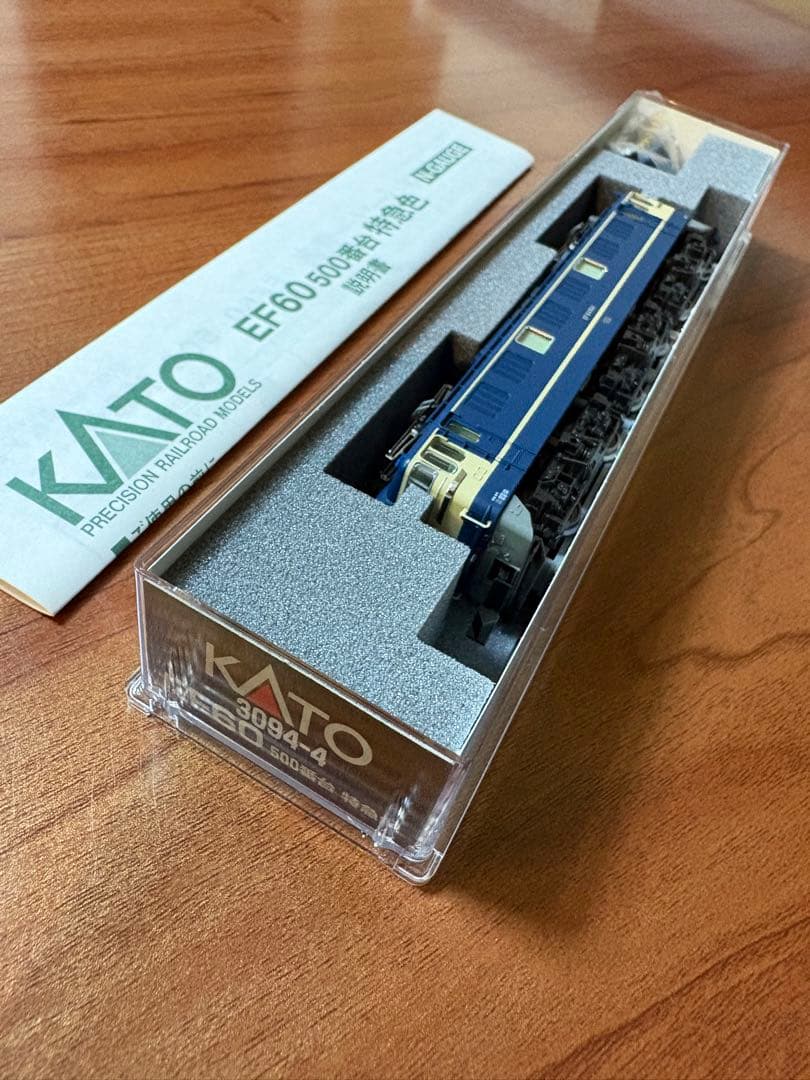 N-GAUGE
EF60 500番台 特急色
説明書
KATO
PRECISION RAILROAD MODELS
KATO
3094-4
EF60 500番台 特急